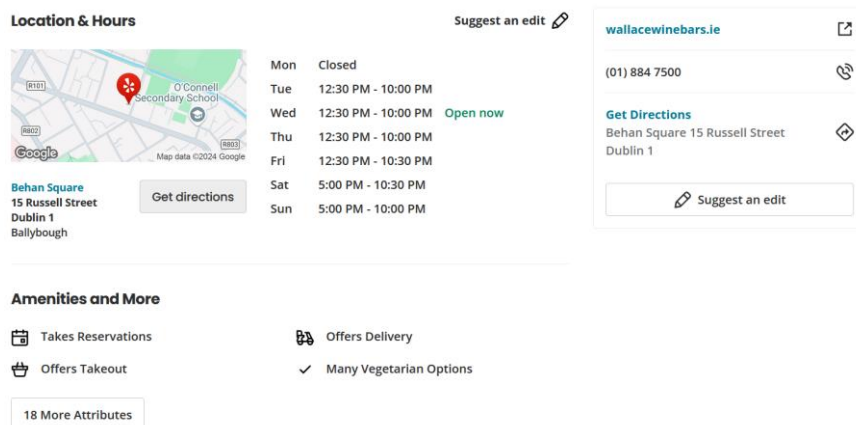 Location & Hours
Suggest an edit
R101
O'Connell
Secondary School
R802
R803
Google
Map data ©2024 Google
Behan Square
15 Russell Street
Dublin 1
Ballybough
Get directions
Mon Closed
Tue 12:30 PM - 10:00 PM
Wed 12:30 PM - 10:00 PM Open now
Thu 12:30 PM - 10:00 PM
Fri 12:30 PM - 10:30 PM
Sat 5:00 PM - 10:30 PM
Sun 5:00 PM - 10:00 PM
Amenities and More
Takes Reservations
Offers Delivery
Offers Takeout
Many Vegetarian Options
18 More Attributes
wallacewinebars.ie
(01) 884 7500
Get Directions
Behan Square 15 Russell Street
Dublin 1
Suggest an edit